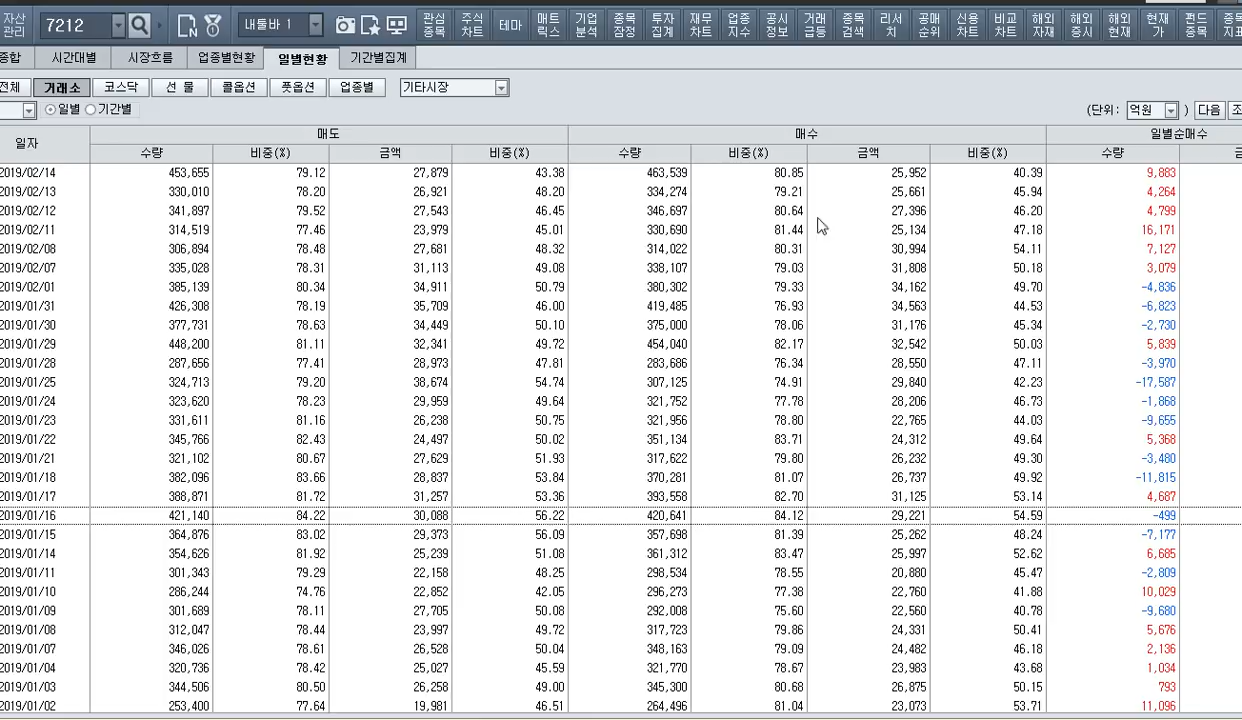 자산 관리 7212 내툴바 1 관심 종목 주식 차트 테마 매트 릭스 기업 분석 종목 잠정 투자 집계 재무 차트 업종 지수 공시 정보 거래 급등 종목 검색 리서 치 공매 순위 신용 차트 비교 차트 해외 자재 해외 증시 해외 현재 현재 가 펀드 종목
종합 시간대별 시장흐름 업종별현황 일별현황 기간별집계
전체 거래소 코스닥 선 물 콜옵션 풋옵션 업종별 기타시장
일별 기간별 (단위: 억원 ) 다음
일자 매도 매수 일별순매수
수량 비중(%) 금액 비중(%) 수량 비중(%) 금액 비중(%) 수량
2019/02/14 453,655 79.12 27,879 43.38 463,539 80.85 25,952 40.39 9,883
2019/02/13 330,010 78.20 26,921 48.20 334,274 79.21 25,661 45.94 4,264
2019/02/12 341,897 79.52 27,543 46.45 346,697 80.64 27,396 46.20 4,799
2019/02/11 314,519 77.46 23,979 45.01 330,690 81.44 25,134 47.18 16,171
2019/02/08 306,894 78.48 27,681 48.32 314,022 80.31 30,994 54.11 7,127
2019/02/07 335,028 78.31 31,113 49.08 338,107 79.03 31,808 50.18 3,079
2019/02/01 385,139 80.34 34,911 50.79 380,302 79.33 34,162 49.70 -4,836
2019/01/31 426,308 78.19 35,709 46.00 419,485 76.93 34,563 44.53 -6,823
2019/01/30 377,731 78.63 34,449 50.10 375,000 78.06 31,176 45.34 -2,730
2019/01/29 448,200 81.11 32,341 49.72 454,040 82.17 32,542 50.03 5,839
2019/01/28 287,656 77.41 28,973 47.81 283,686 76.34 28,550 47.11 -3,970
2019/01/25 324,713 79.20 38,674 54.74 307,125 74.91 29,840 42.23 -17,587
2019/01/24 323,620 78.23 29,959 49.64 321,752 77.78 28,206 46.73 -1,868
2019/01/23 331,611 81.16 26,238 50.75 321,956 78.80 22,765 44.03 -9,655
2019/01/22 345,766 82.43 24,497 50.02 351,134 83.71 24,312 49.64 5,368
2019/01/21 321,102 80.67 27,629 51.93 317,622 79.80 26,232 49.30 -3,480
2019/01/18 382,096 83.66 28,837 53.84 370,281 81.07 26,737 49.92 -11,815
2019/01/17 388,871 81.72 31,257 53.36 393,558 82.70 31,125 53.14 4,687
2019/01/16 421,140 84.22 30,088 56.22 420,641 84.12 29,221 54.59 -499
2019/01/15 364,876 83.02 29,373 56.09 357,698 81.39 25,262 48.24 -7,177
2019/01/14 354,626 81.92 25,239 51.08 361,312 83.47 25,997 52.62 6,685
2019/01/11 301,343 79.29 22,158 48.25 298,534 78.55 20,880 45.47 -2,809
2019/01/10 286,244 74.76 22,852 42.05 296,273 77.38 22,760 41.88 10,029
2019/01/09 301,689 78.11 27,705 50.08 292,008 75.60 22,560 40.78 -9,680
2019/01/08 312,047 78.44 23,997 49.72 317,723 79.86 24,331 50.41 5,676
2019/01/07 346,026 78.61 26,528 50.04 348,163 79.09 24,482 46.18 2,136
2019/01/04 320,736 78.42 25,027 45.59 321,770 78.67 23,983 43.68 1,034
2019/01/03 344,506 80.50 26,258 49.00 345,300 80.68 26,875 50.15 793
2019/01/02 253,400 77.64 19,981 46.51 264,496 81.04 23,073 53.71 11,096